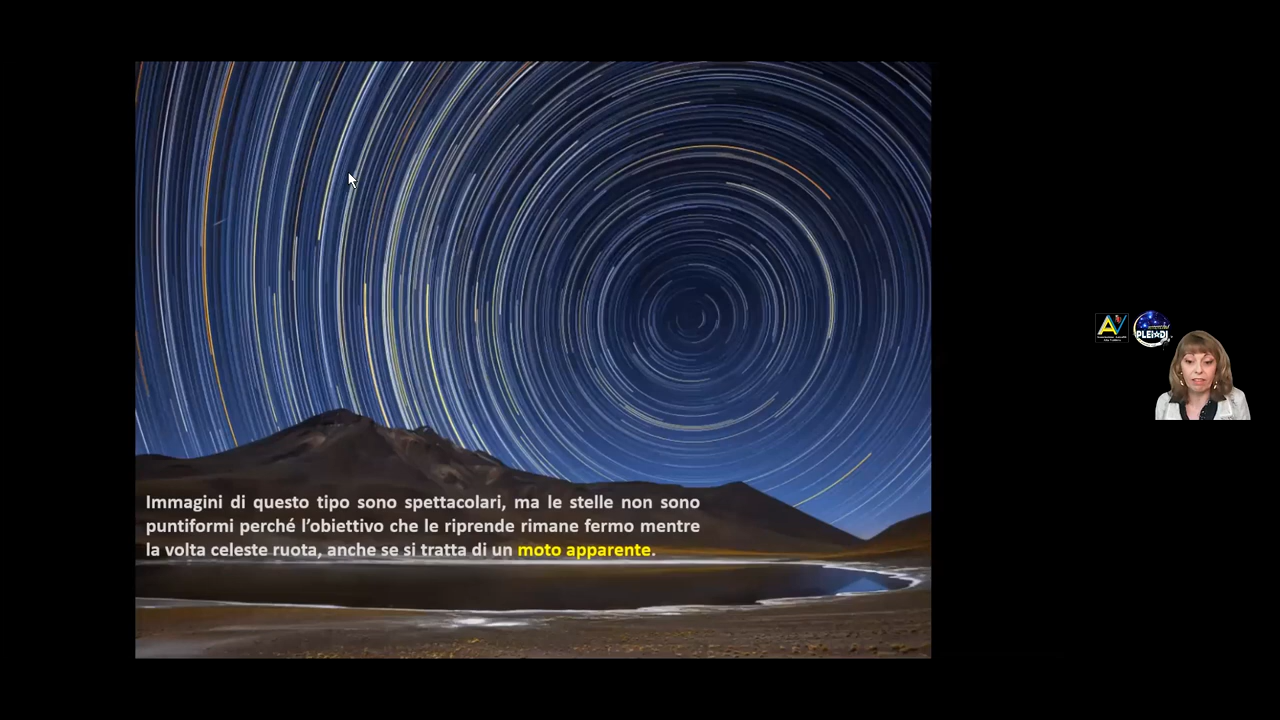 Immagini di questo tipo sono spettacolari, ma le stelle non sono
puntiformi perché l’obiettivo che le riprende rimane fermo mentre
la volta celeste ruota, anche se si tratta di un moto apparente.
AV
PLEIADI